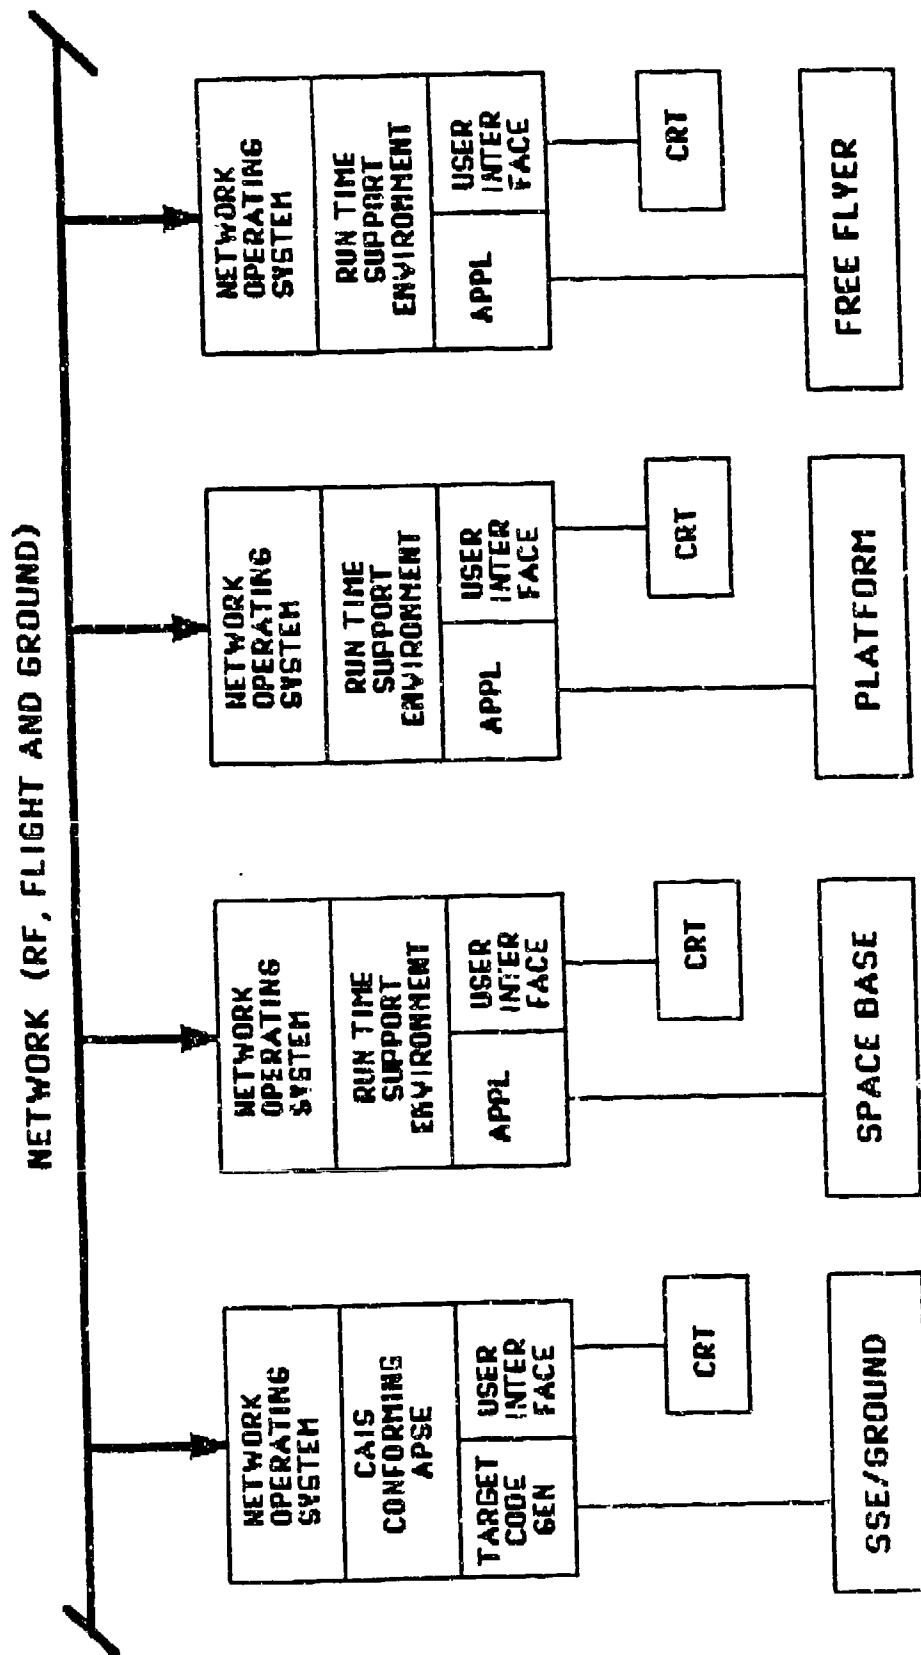 NETWORK (RF, FLIGHT AND GROUND)
NETWORK
OPERATING
SYSTEM
CAIS
CONFORMING
APSE
TARGET
CODE
GEN
USER
INTER
FACE
CRT
SSE/GROUND
NETWORK
OPERATING
SYSTEM
RUN TIME
SUPPORT
ENVIRONMENT
APPL
USER
INTER
FACE
CRT
SPACE BASE
NETWORK
OPERATING
SYSTEM
RUN TIME
SUPPORT
ENVIRONMENT
APPL
USER
INTER
FACE
CRT
PLATFORM
NETWORK
OPERATING
SYSTEM
RUN TIME
SUPPORT
ENVIRONMENT
APPL
USER
INTER
FACE
CRT
FREE FLYER